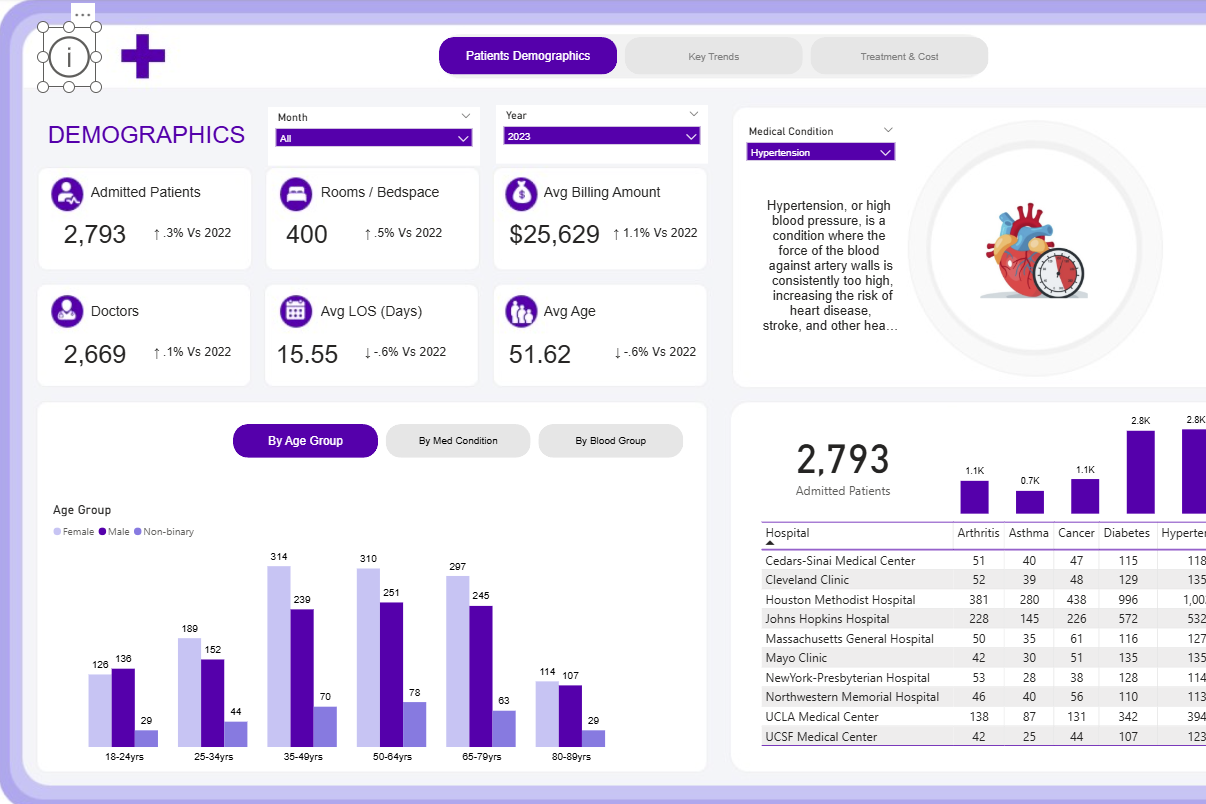 ...
i
Patients Demographics
Key Trends
Treatment & Cost
DEMOGRAPHICS
Month
All
Year
2023
Medical Condition
Hypertension
Admitted Patients
2,793
↑ .3% Vs 2022
Rooms / Bedspace
400
↑ .5% Vs 2022
Avg Billing Amount
$25,629
↑ 1.1% Vs 2022
Doctors
2,669
↑ .1% Vs 2022
Avg LOS (Days)
15.55
↓ -.6% Vs 2022
Avg Age
51.62
↓ -.6% Vs 2022
Hypertension, or high
blood pressure, is a
condition where the
force of the blood
against artery walls is
consistently too high,
increasing the risk of
heart disease,
stroke, and other hea...
By Age Group
By Med Condition
By Blood Group
Age Group
Female Male Non-binary
126 136 29
189 152 44
314 239 70
310 251 78
297 245 63
114 107 29
18-24yrs 25-34yrs 35-49yrs 50-64yrs 65-79yrs 80-89yrs
2,793
Admitted Patients
1.1K 0.7K 1.1K 2.8K 2.8K
Hospital Arthritis Asthma Cancer Diabetes Hyperter
Cedars-Sinai Medical Center 51 40 47 115 118
Cleveland Clinic 52 39 48 129 135
Houston Methodist Hospital 381 280 438 996 1,00
Johns Hopkins Hospital 228 145 226 572 532
Massachusetts General Hospital 50 35 61 116 127
Mayo Clinic 42 30 51 135 135
NewYork-Presbyterian Hospital 53 28 38 128 114
Northwestern Memorial Hospital 46 40 56 110 113
UCLA Medical Center 138 87 131 342 394
UCSF Medical Center 42 25 44 107 123